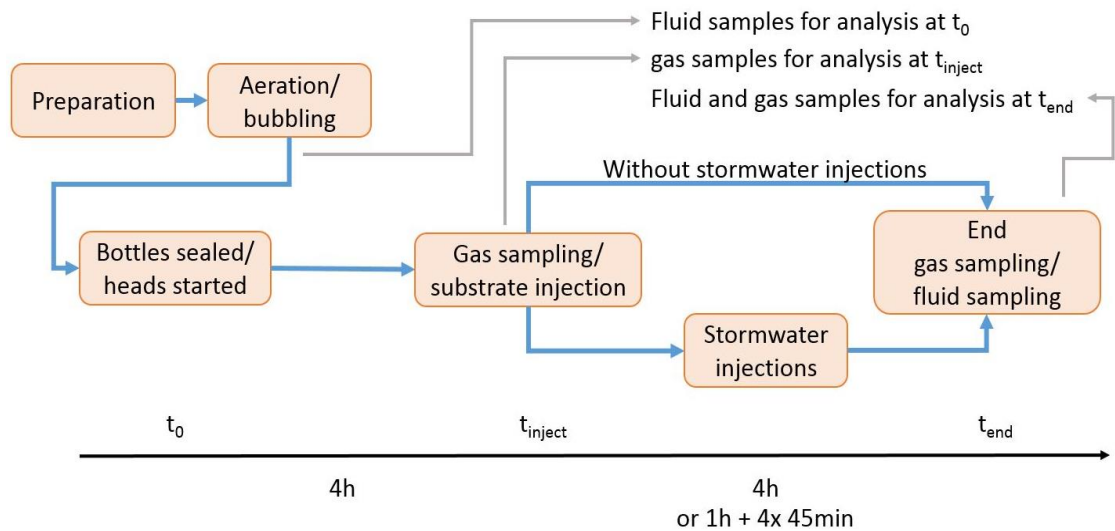 Fluid samples for analysis at t0
gas samples for analysis at tinject
Fluid and gas samples for analysis at tend
Preparation
Aeration/
bubbling
Without stormwater injections
Bottles sealed/
heads started
Gas sampling/
substrate injection
End
gas sampling/
fluid sampling
Stormwater
injections
t0
tinject
tend
4h
4h
or 1h + 4x 45min